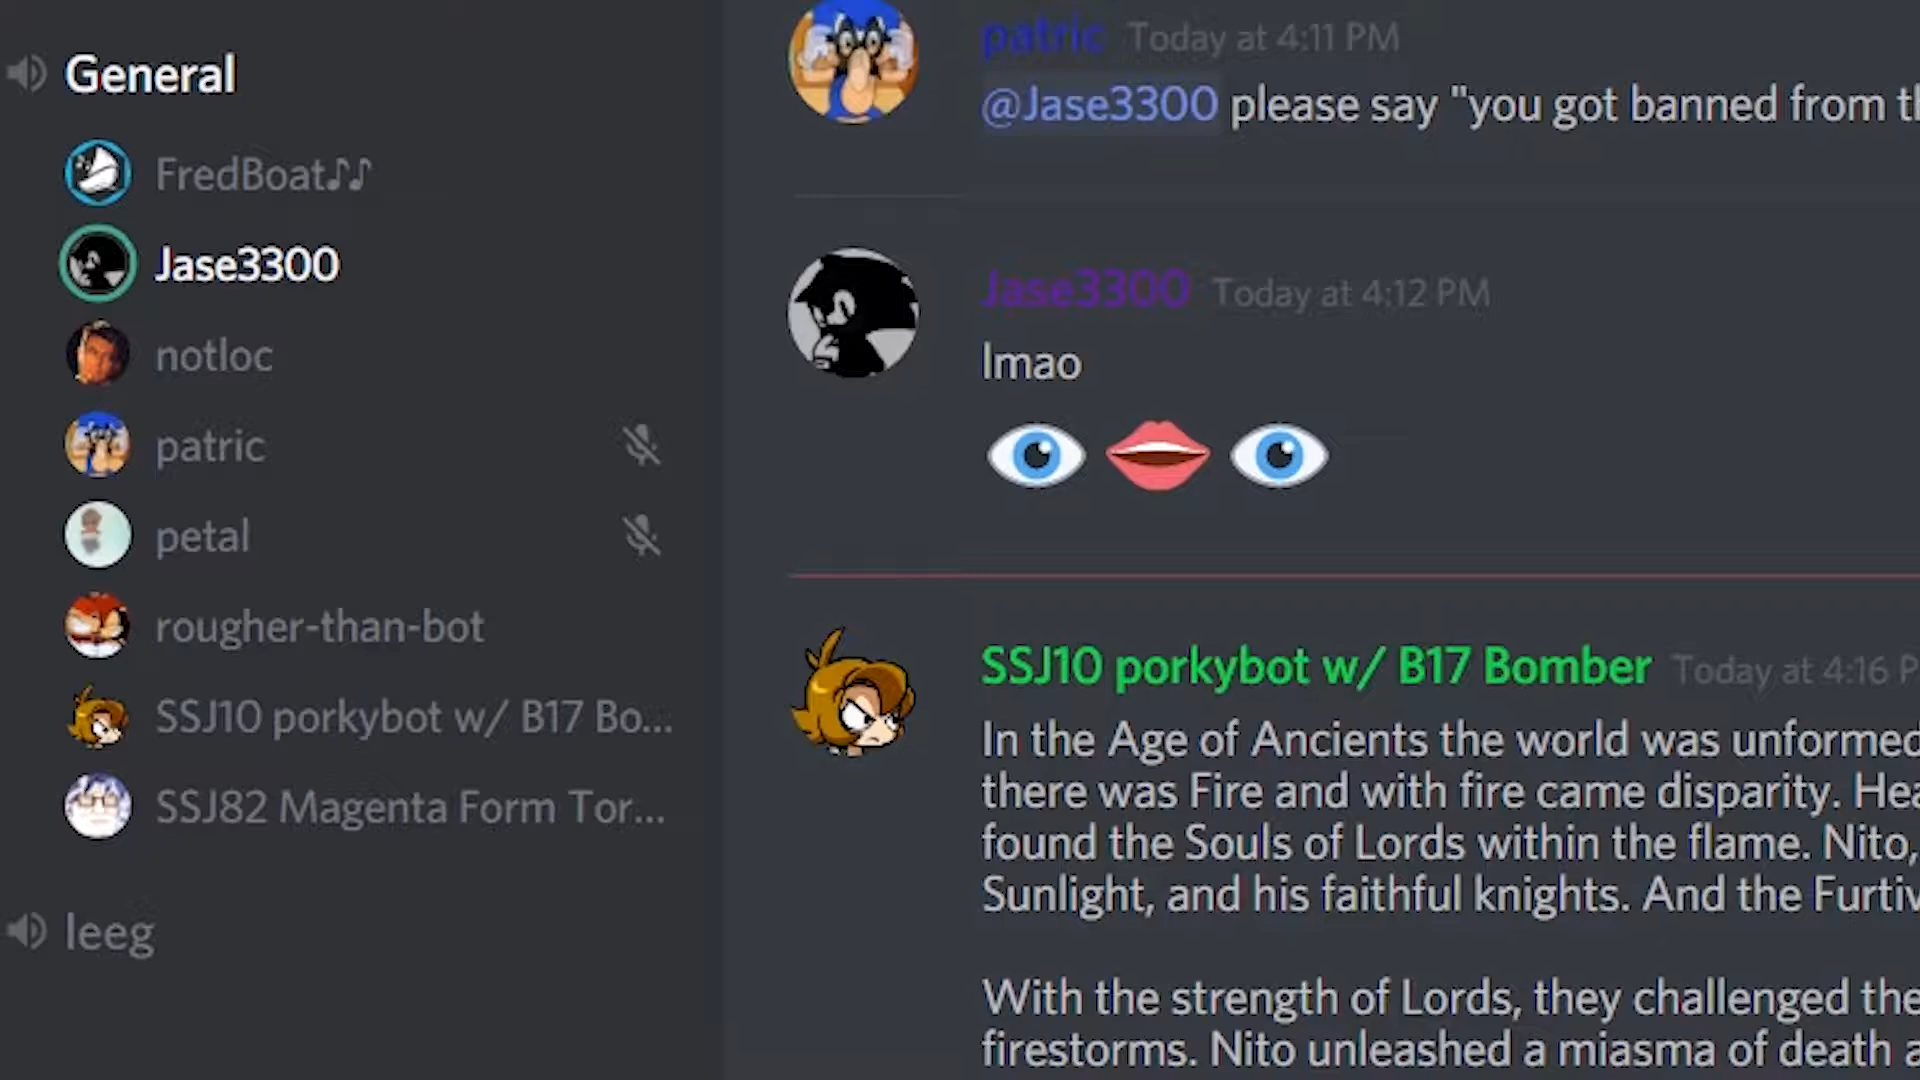 General
FredBoat♪♪
Jase3300
notloc
patric
petal
rougher-than-bot
SSJ10 porkybot w/ B17 Bo...
SSJ82 Magenta Form Tor...
leeg
patric Today at 4:11 PM
@Jase3300 please say "you got banned from
Jase3300 Today at 4:12 PM
lmao
SSJ10 porkybot w/ B17 Bomber Today at 4:16
In the Age of Ancients the world was unformed
there was Fire and with fire came disparity.
found the Souls of Lords within the flame. Nito,
Sunlight, and his faithful knights. And the
With the strength of Lords, they challenged the
firestorms. Nito unleashed a miasma of death